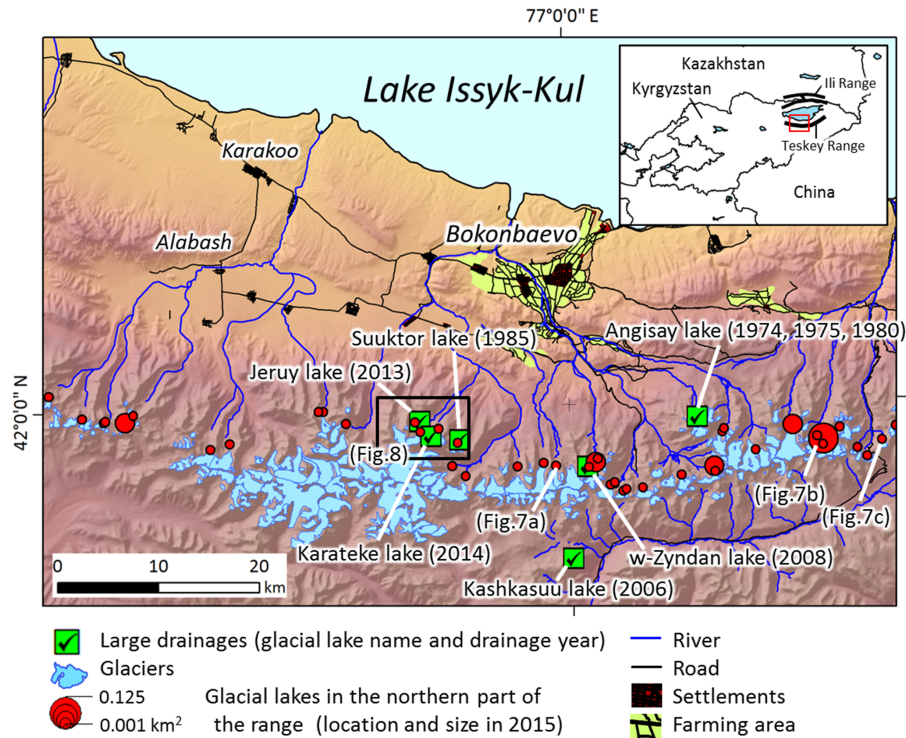 77°0'0" E
Lake Issyk-Kul
Kazakhstan
Ili Range
Kyrgyzstan
Teskey Range
China
Karakoo
Alabash
Bokonbaevo
Suuktor lake (1985)
Angisay lake (1974, 1975, 1980)
Jeruy lake (2013)
42°0'0" N
(Fig.8)
(Fig.7a)
(Fig.7b)
(Fig.7c)
Karateke lake (2014)
w-Zyndan lake (2008)
Kashkasuu lake (2006)
0 10 20
km
Large drainages (glacial lake name and drainage year)
Glaciers
0.125
0.001 km²
Glacial lakes in the northern part of
the range (location and size in 2015)
River
Road
Settlements
Farming area